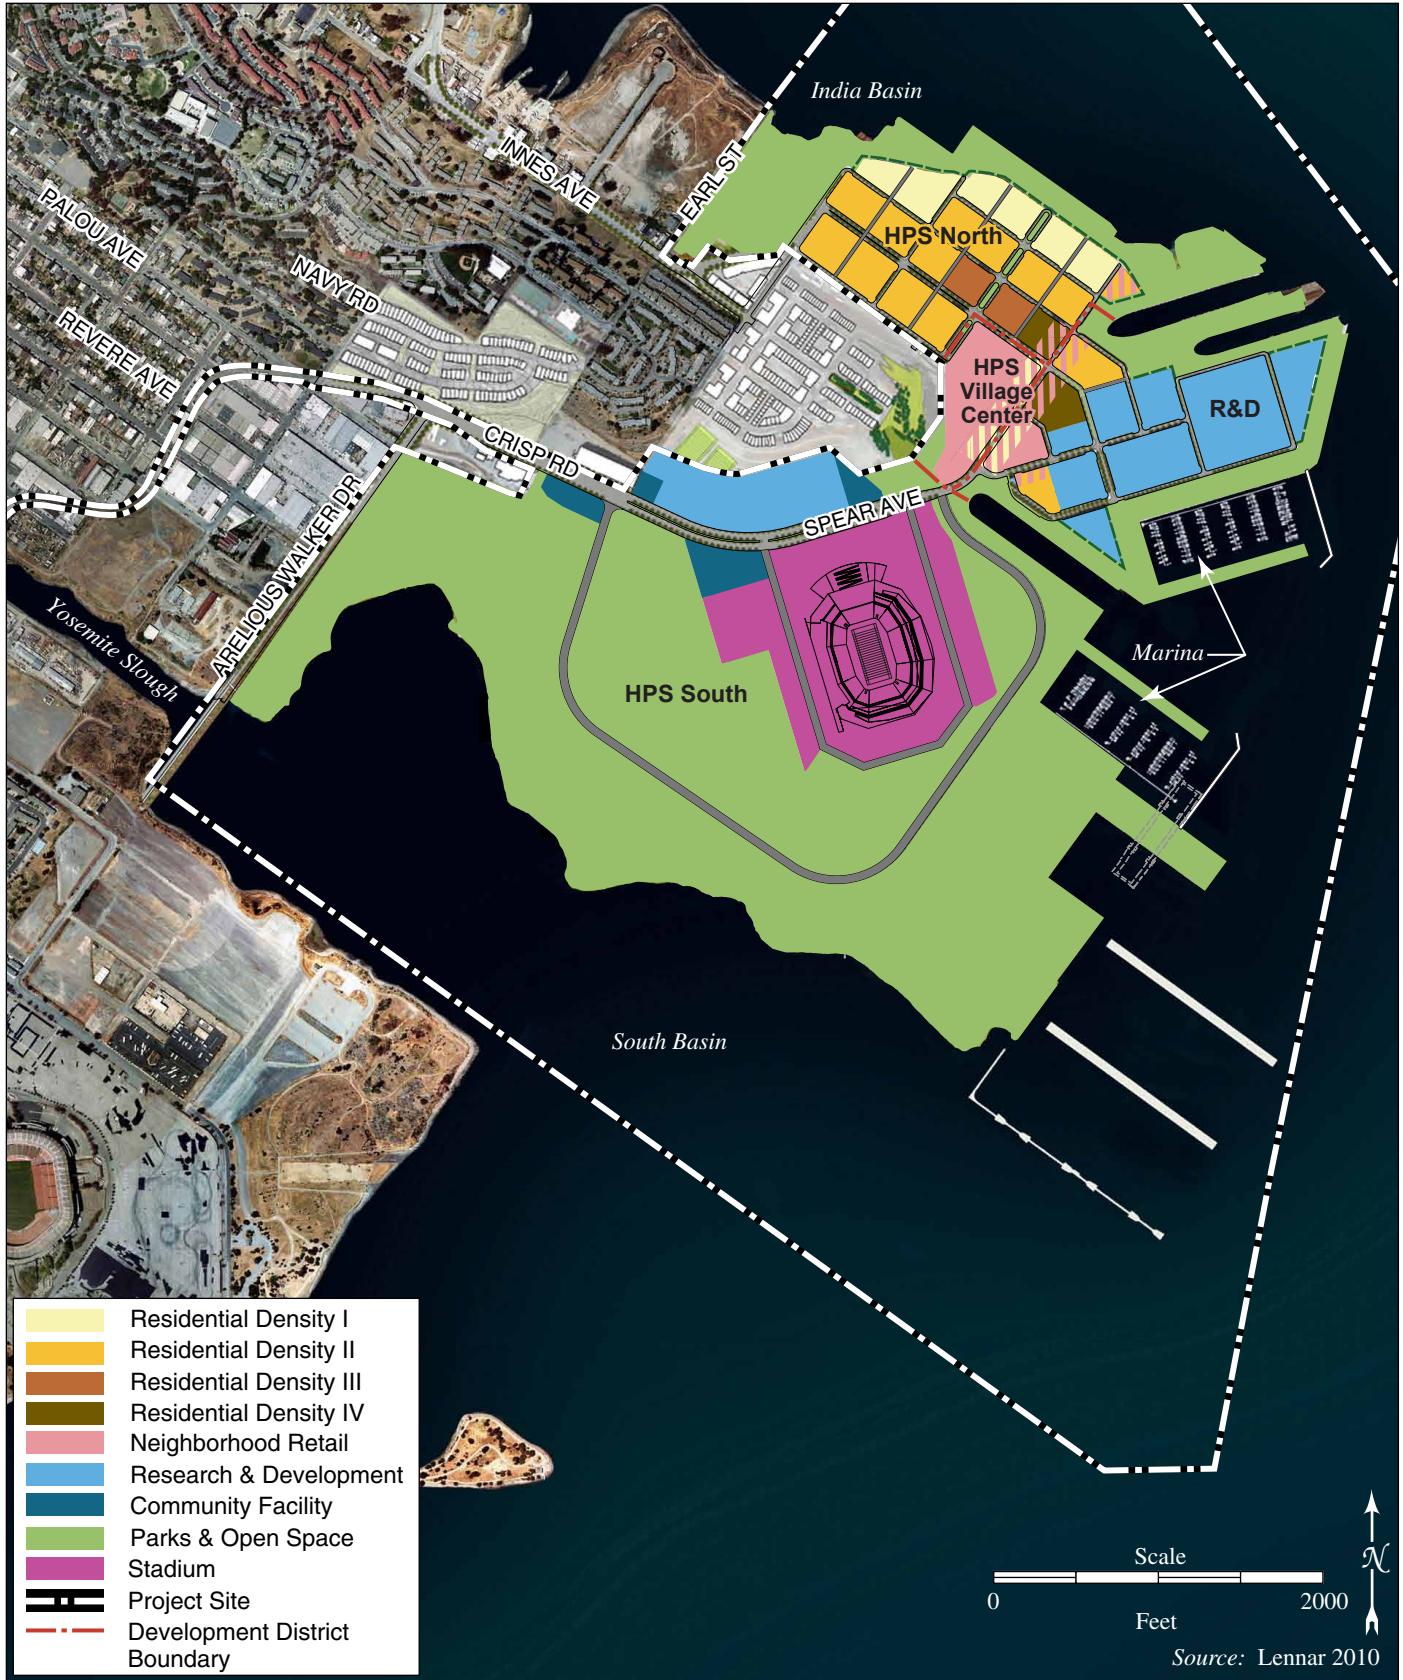 India Basin
INNES AVE
EARL ST
PALOU AVE
NAVY RD
REVERE AVE
HPS North
HPS
Village
Center
R&D
CRISP RD
SPEAR AVE
ARELIOUS WALKER DR
Yosemite Slough
Marina
HPS South
South Basin
Residential Density I
Residential Density II
Residential Density III
Residential Density IV
Neighborhood Retail
Research & Development
Community Facility
Parks & Open Space
Stadium
Project Site
Development District
Boundary
Scale
0 2000
Feet
N
Source: Lennar 2010